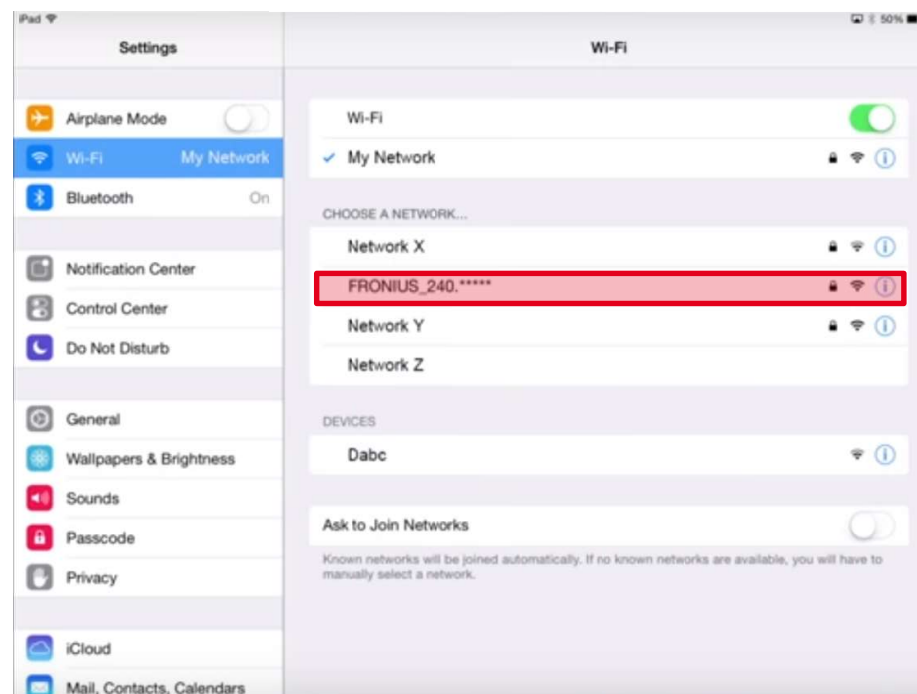 iPad 50%
Settings
Wi-Fi
Airplane Mode
Wi-Fi My Network
Bluetooth On
Notification Center
Control Center
Do Not Disturb
General
Wallpapers & Brightness
Sounds
Passcode
Privacy
iCloud
Mail, Contacts, Calendars
Wi-Fi
My Network
CHOOSE A NETWORK...
Network X
FRONIUS_240.*****
Network Y
Network Z
DEVICES
Dabc
Ask to Join Networks
Known networks will be joined automatically. If no known networks are available, you will have to
manually select a network.